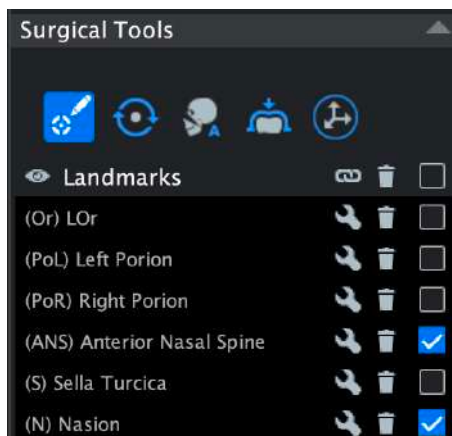 Surgical Tools
A
Landmarks
(Or) LOr
(PoL) Left Porion
(PoR) Right Porion
(ANS) Anterior Nasal Spine
(S) Sella Turcica
(N) Nasion